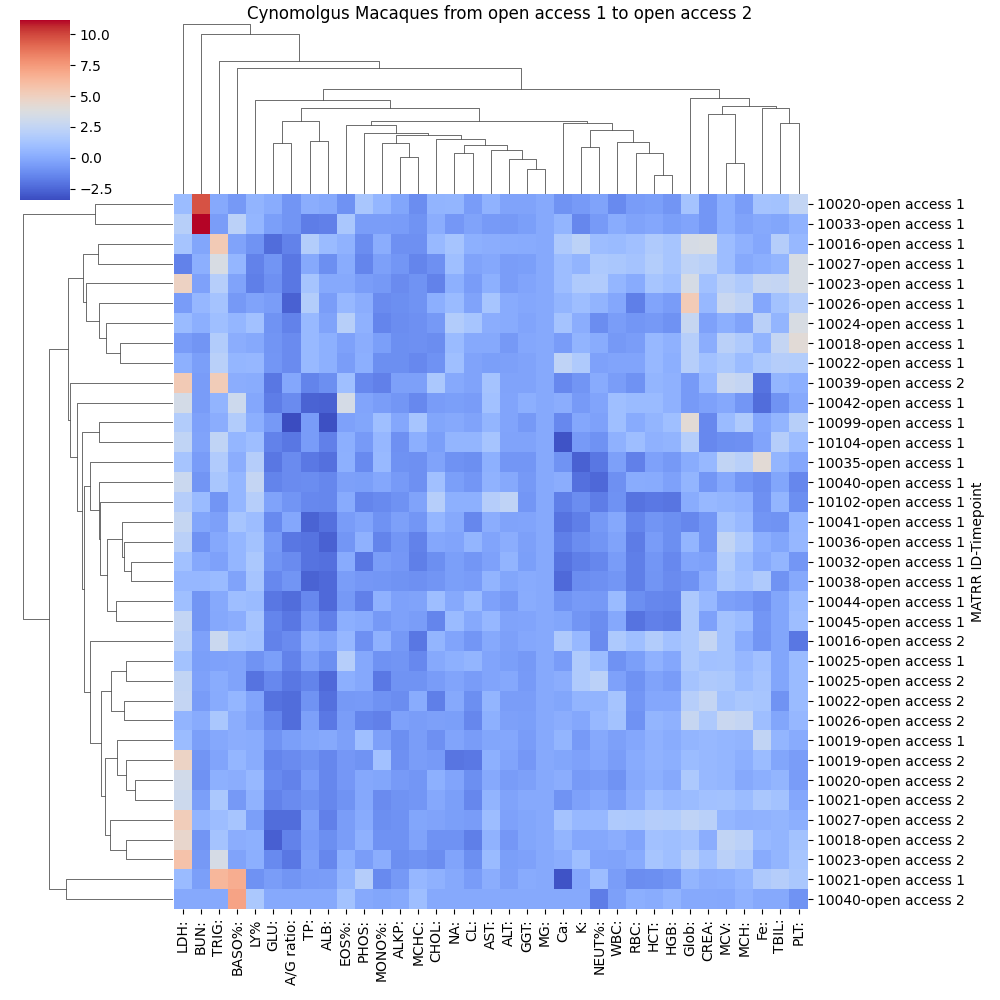 Cynomolgus Macaques from open access 1 to open access 2
10.0
7.5
5.0
2.5
0.0
−2.5
10020-open access 1
10033-open access 1
10016-open access 1
10027-open access 1
10023-open access 1
10026-open access 1
10024-open access 1
10018-open access 1
10022-open access 1
10039-open access 2
10042-open access 1
10099-open access 1
10104-open access 1
10035-open access 1
10040-open access 1
10102-open access 1
10041-open access 1
10036-open access 1
10032-open access 1
10038-open access 1
10044-open access 1
10045-open access 1
10016-open access 2
10025-open access 1
10025-open access 2
10022-open access 2
10026-open access 2
10019-open access 1
10019-open access 2
10020-open access 2
10021-open access 2
10027-open access 2
10018-open access 2
10023-open access 2
10021-open access 1
10040-open access 2
MATRR ID-Timepoint
LDH:
BUN:
TRIG:
BASO%:
LY%
GLU:
A/G ratio:
TP:
ALB:
EOS%:
PHOS:
MONO%:
ALKP:
MCHC:
CHOL:
NA:
CL:
AST:
ALT:
GGT:
MG:
Ca:
K:
NEUT%:
WBC:
RBC:
HCT:
HGB:
Glob:
CREA:
MCV:
MCH:
Fe:
TBIL:
PLT: